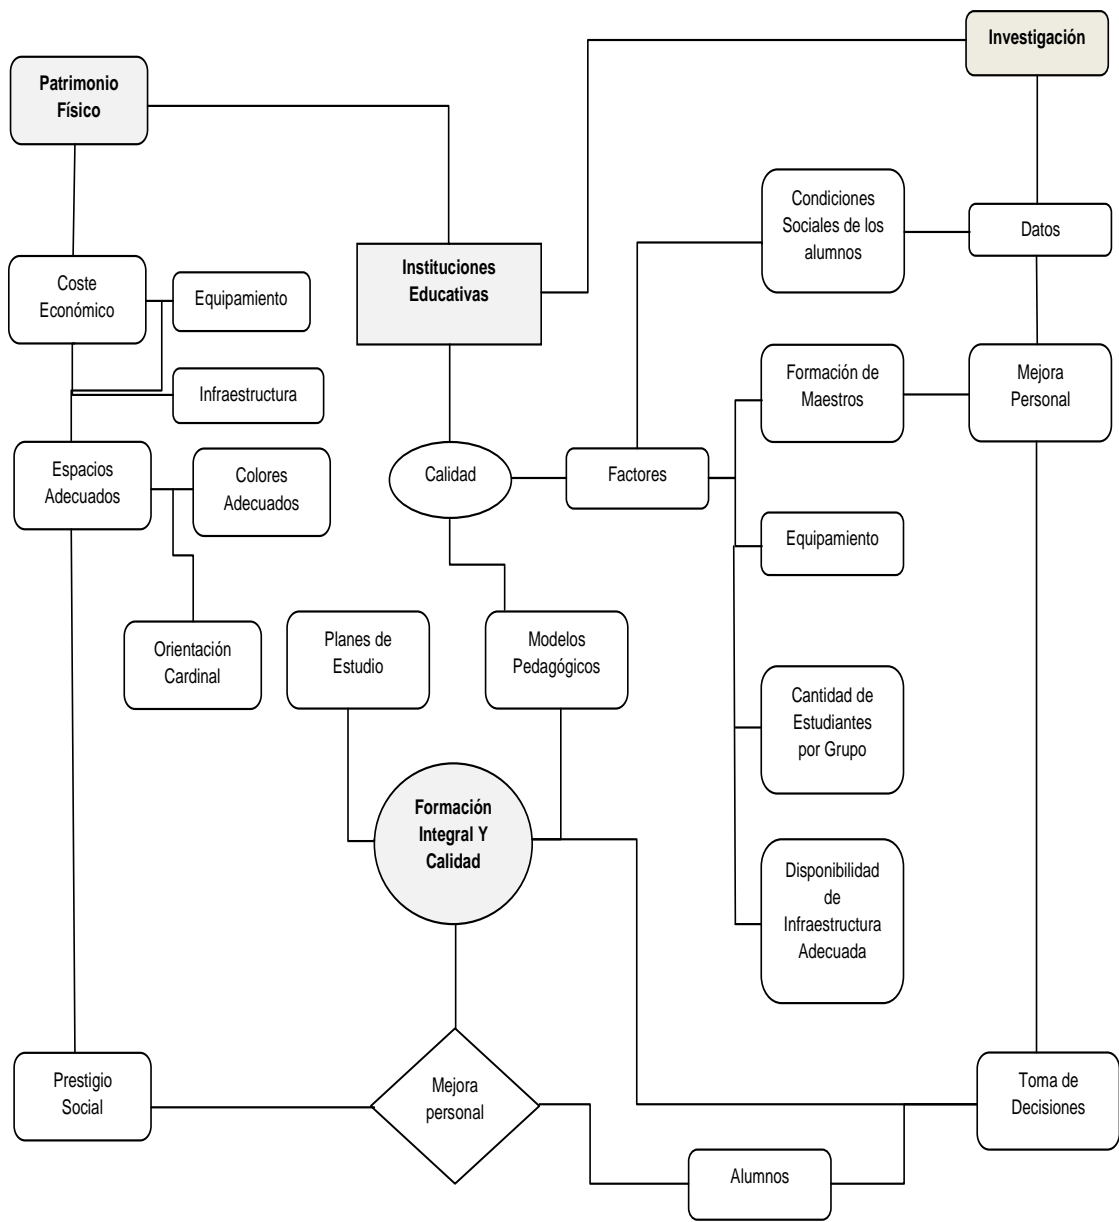 Investigación
Patrimonio
Físico
Condiciones
Sociales de los
alumnos
Datos
Instituciones
Educativas
Coste
Económico
Equipamiento
Infraestructura
Formación de
Maestros
Mejora
Personal
Espacios
Adecuados
Colores
Adecuados
Calidad
Factores
Equipamiento
Orientación
Cardinal
Planes de
Estudio
Modelos
Pedagógicos
Cantidad de
Estudiantes
por Grupo
Formación
Integral Y
Calidad
Disponibilidad
de
Infraestructura
Adecuada
Prestigio
Social
Mejora
personal
Toma de
Decisiones
Alumnos